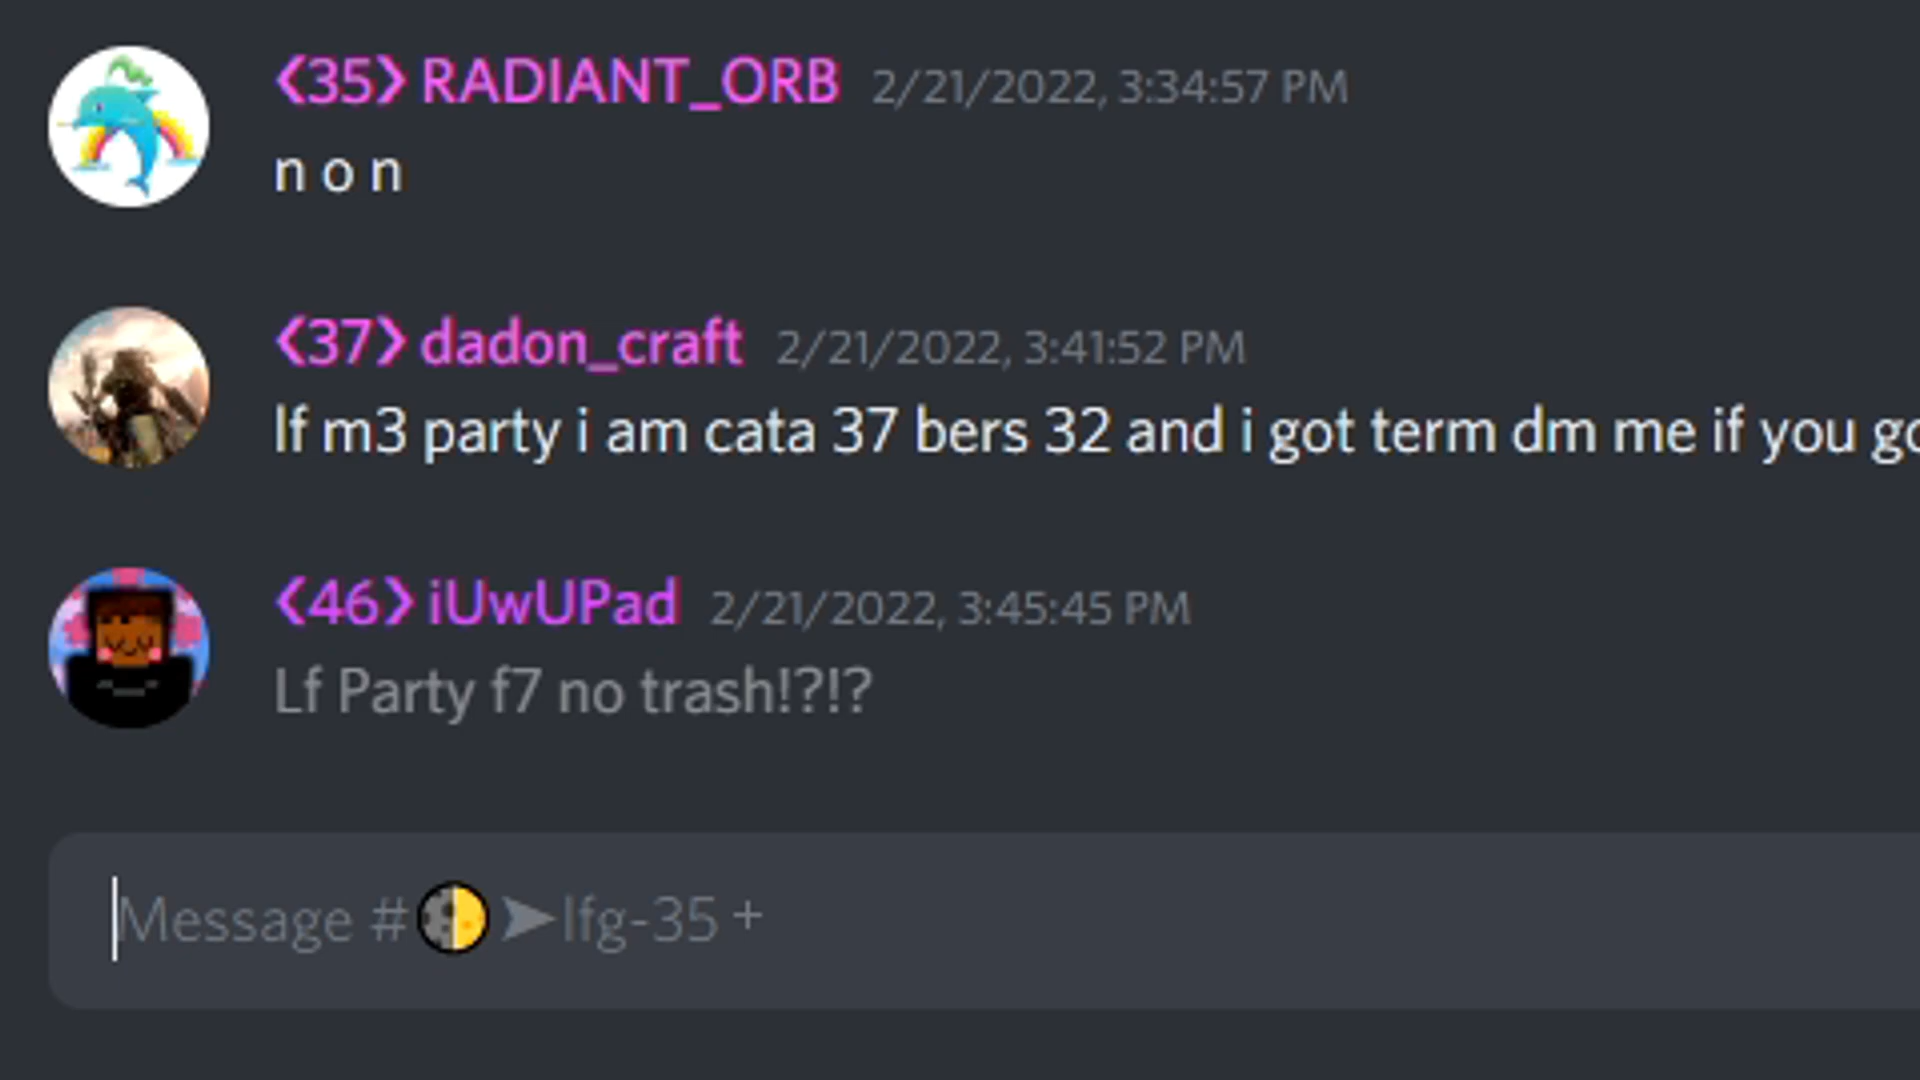 ❮35❯ RADIANT_ORB 2/21/2022, 3:34:57 PM
n o n
❮37❯ dadon_craft 2/21/2022, 3:41:52 PM
lf m3 party i am cata 37 bers 32 and i got term dm me if you
❮46❯ iUwUPad 2/21/2022, 3:45:45 PM
Lf Party f7 no trash!?!?
Message #🌓➤lfg-35⁺